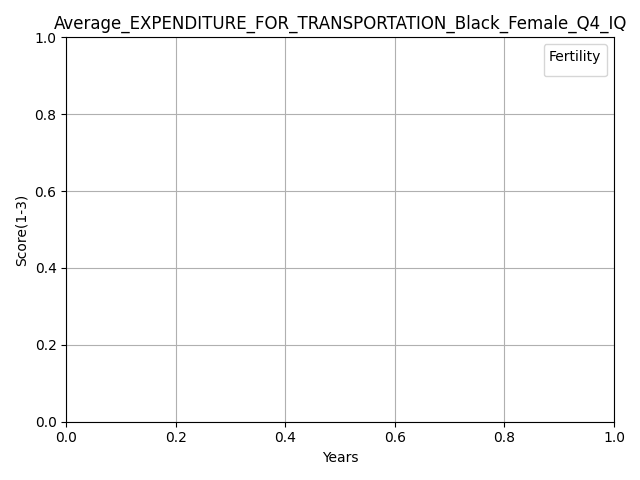 Average_EXPENDITURE_FOR_TRANSPORTATION_Black_Female_Q4_IQ
Fertility
Score(1-3)
1.0
0.8
0.6
0.4
0.2
0.0
0.0 0.2 0.4 0.6 0.8 1.0
Years